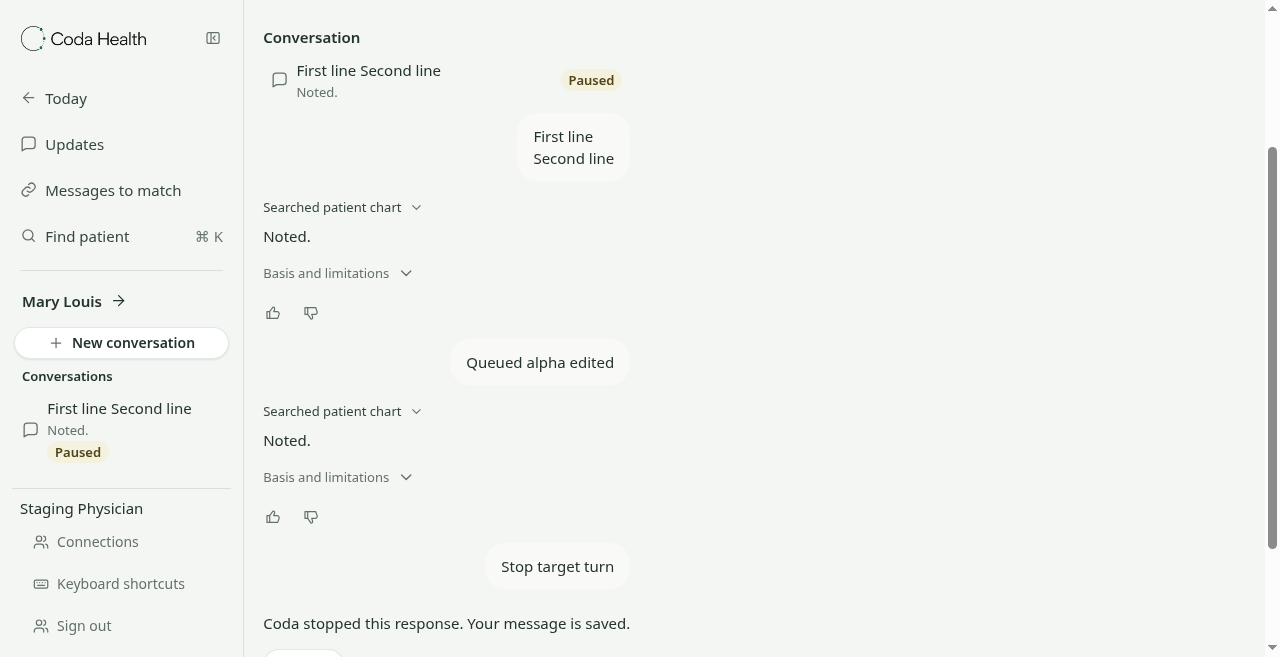 Coda Health
Today
Updates
Messages to match
Find patient ⌘ K
Mary Louis
New conversation
Conversations
First line Second line
Noted.
Paused
Staging Physician
Connections
Keyboard shortcuts
Sign out
Conversation
First line Second line
Noted.
Paused
First line
Second line
Searched patient chart
Noted.
Basis and limitations
Queued alpha edited
Searched patient chart
Noted.
Basis and limitations
Stop target turn
Coda stopped this response. Your message is saved.